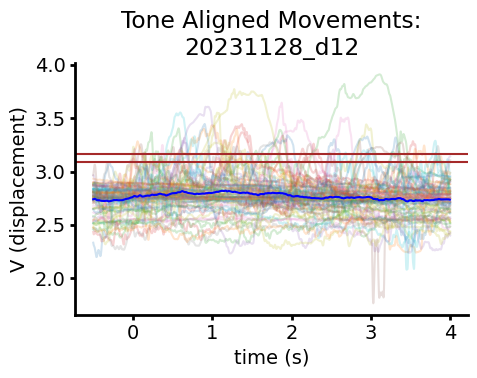 Tone Aligned Movements:
20231128_d12
V (displacement)
4.0
3.5
3.0
2.5
2.0
0
1
2
3
4
time (s)